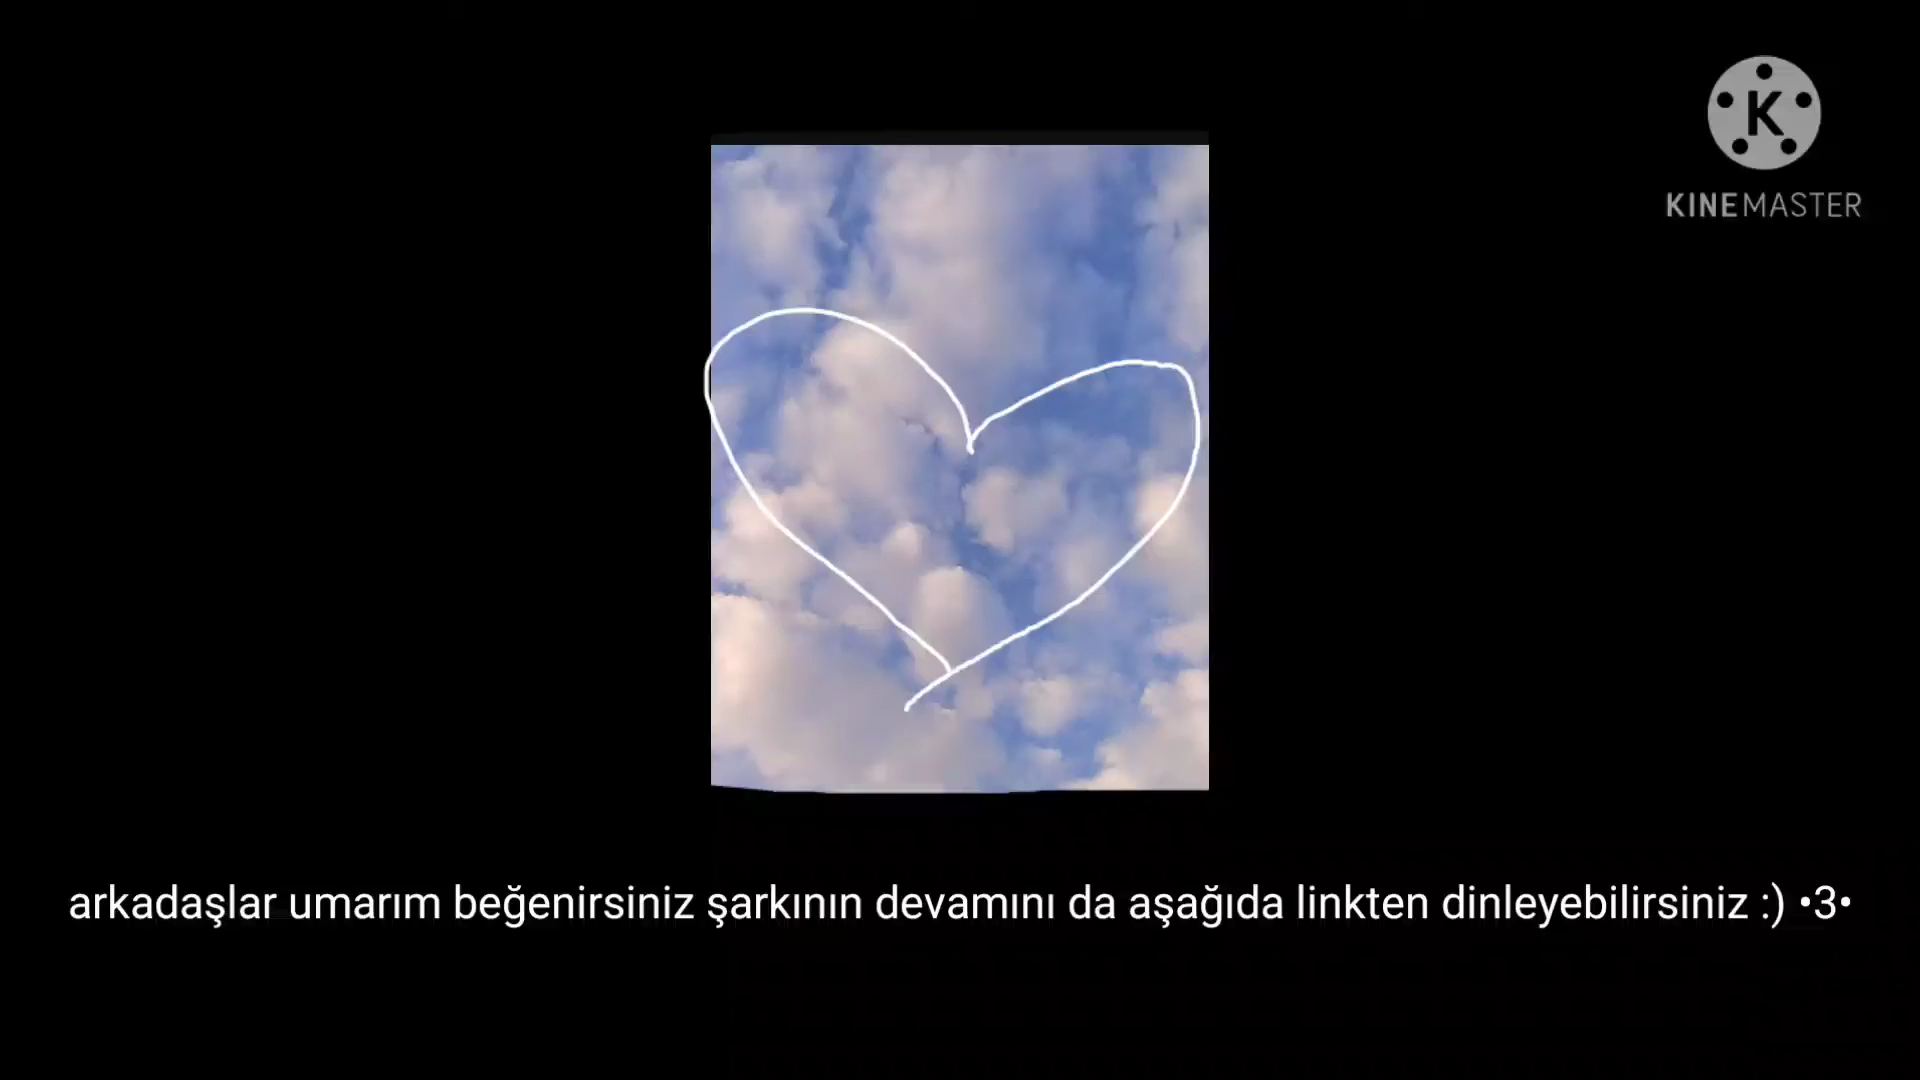 K
KINEMASTER
arkadaşlar umarım beğenirsiniz şarkının devamını da aşağıda linkten dinleyebilirsiniz :) •3•